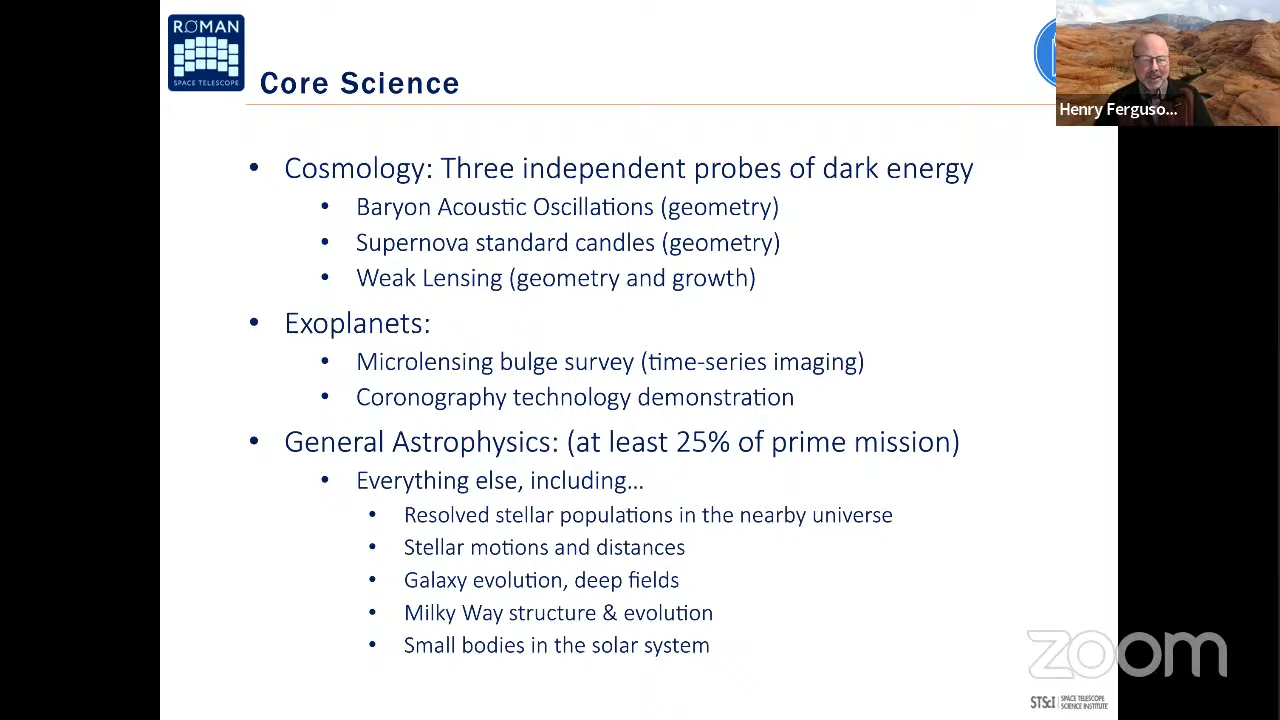 ROMAN
SPACE TELESCOPE
Core Science
Henry Ferguso...
• Cosmology: Three independent probes of dark energy
• Baryon Acoustic Oscillations (geometry)
• Supernova standard candles (geometry)
• Weak Lensing (geometry and growth)
• Exoplanets:
• Microlensing bulge survey (time-series imaging)
• Coronography technology demonstration
• General Astrophysics: (at least 25% of prime mission)
• Everything else, including…
• Resolved stellar populations in the nearby universe
• Stellar motions and distances
• Galaxy evolution, deep fields
• Milky Way structure & evolution
• Small bodies in the solar system
zoom
STScI | SPACE TELESCOPE
SCIENCE INSTITUTE